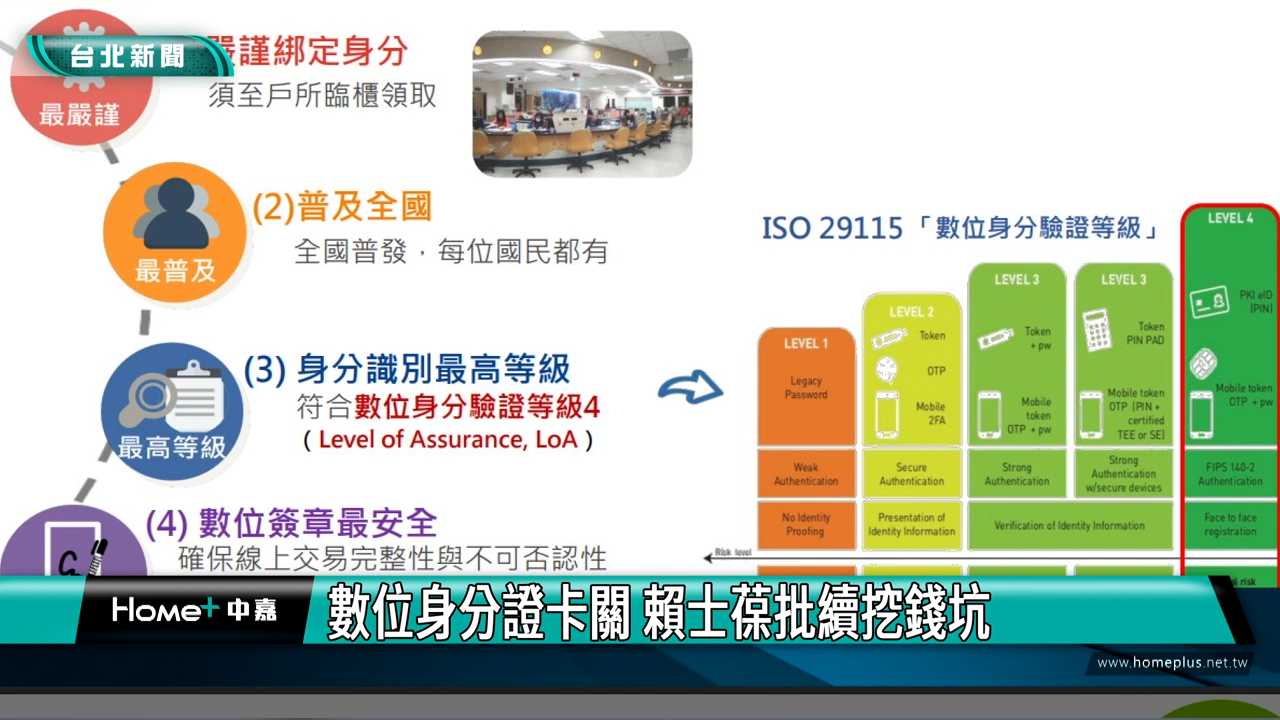 台北新聞
嚴謹綁定身分
須至戶所臨櫃領取
最嚴謹
(2)普及全國
全國普發，每位國民都有
最普及
(3) 身分識別最高等級
符合數位身分驗證等級4
（Level of Assurance, LoA）
最高等級
(4) 數位簽章最安全
確保線上交易完整性與不可否認性
ISO 29115「數位身分驗證等級」
LEVEL 1
Legacy
Password
Weak
Authentication
No Identity
Proofing
LEVEL 2
Token
OTP
Mobile
2FA
Secure
Authentication
Presentation of
Identity Information
LEVEL 3
Token
+ pw
Mobile
token
OTP + pw
Strong
Authentication
LEVEL 3
Token
PIN PAD
Mobile token
OTP (PIN +
certified
TEE or SE)
Strong
Authentication
w/secure devices
Verification of Identity Information
LEVEL 4
PKI eID
(PIN)
Mobile token
OTP + pw
FIPS 140-2
Authentication
Face to face
registration
Risk level
risk
Home+中嘉
數位身分證卡關 賴士葆批續挖錢坑
www.homeplus.net.tw